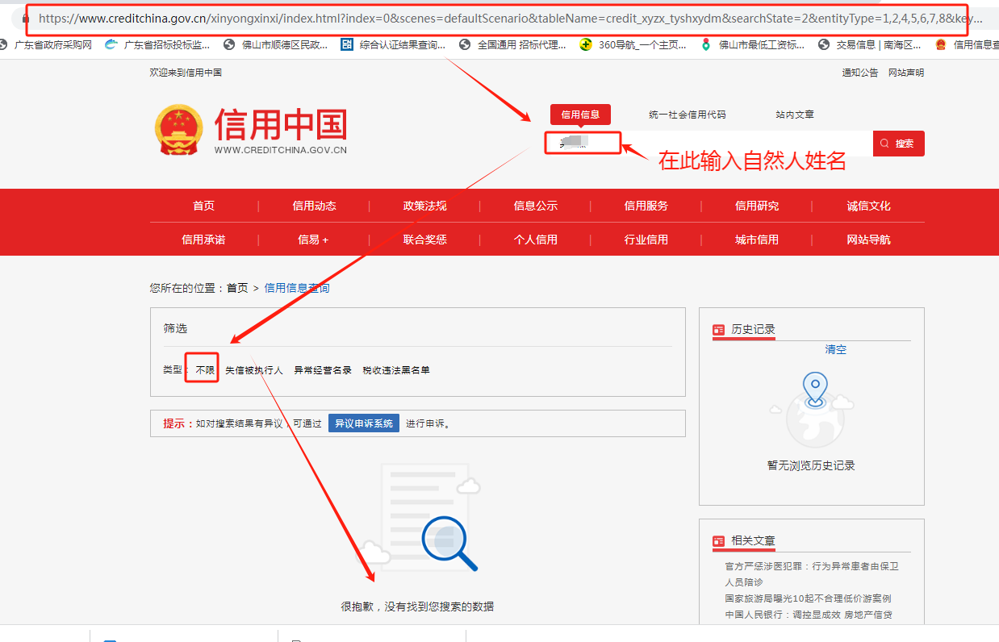 https://www.creditchina.gov.cn/xinyongxinxi/index.html?index=0&scenes=defaultScenario&tableName=credit_xyzx_tyshxydm&searchState=2&entityType=1,2,4,5,6,7,8&key...
广东省政府采购网 广东省招标投标监... 佛山市顺德区民政... 综合认证结果查询... 全国通用 招标代理... 360导航_一个主页... 佛山市最低工资标... 交易信息 | 南海区... 信用信息查
欢迎来到信用中国 通知公告 网站声明
信用信息 统一社会信用代码 站内文章
信用中国
WWW.CREDITCHINA.GOV.CN
搜索
在此输入自然人姓名
首页 | 信用动态 | 政策法规 | 信息公示 | 信用服务 | 信用研究 | 诚信文化
信用承诺 | 信易 + | 联合奖惩 | 个人信用 | 行业信用 | 城市信用 | 网站导航
您所在的位置：首页 > 信用信息查询
筛选
类型： 不限 失信被执行人 异常经营名录 税收违法黑名单
提示：如对搜索结果有异议，可通过 异议申诉系统 进行申诉。
很抱歉，没有找到您搜索的数据
历史记录
清空
暂无浏览历史记录
相关文章
官方严惩涉医犯罪：行为异常患者由保卫
人员陪诊
国家旅游局曝光10起不合理低价游案例
中国人民银行：调控显成效 房地产信贷